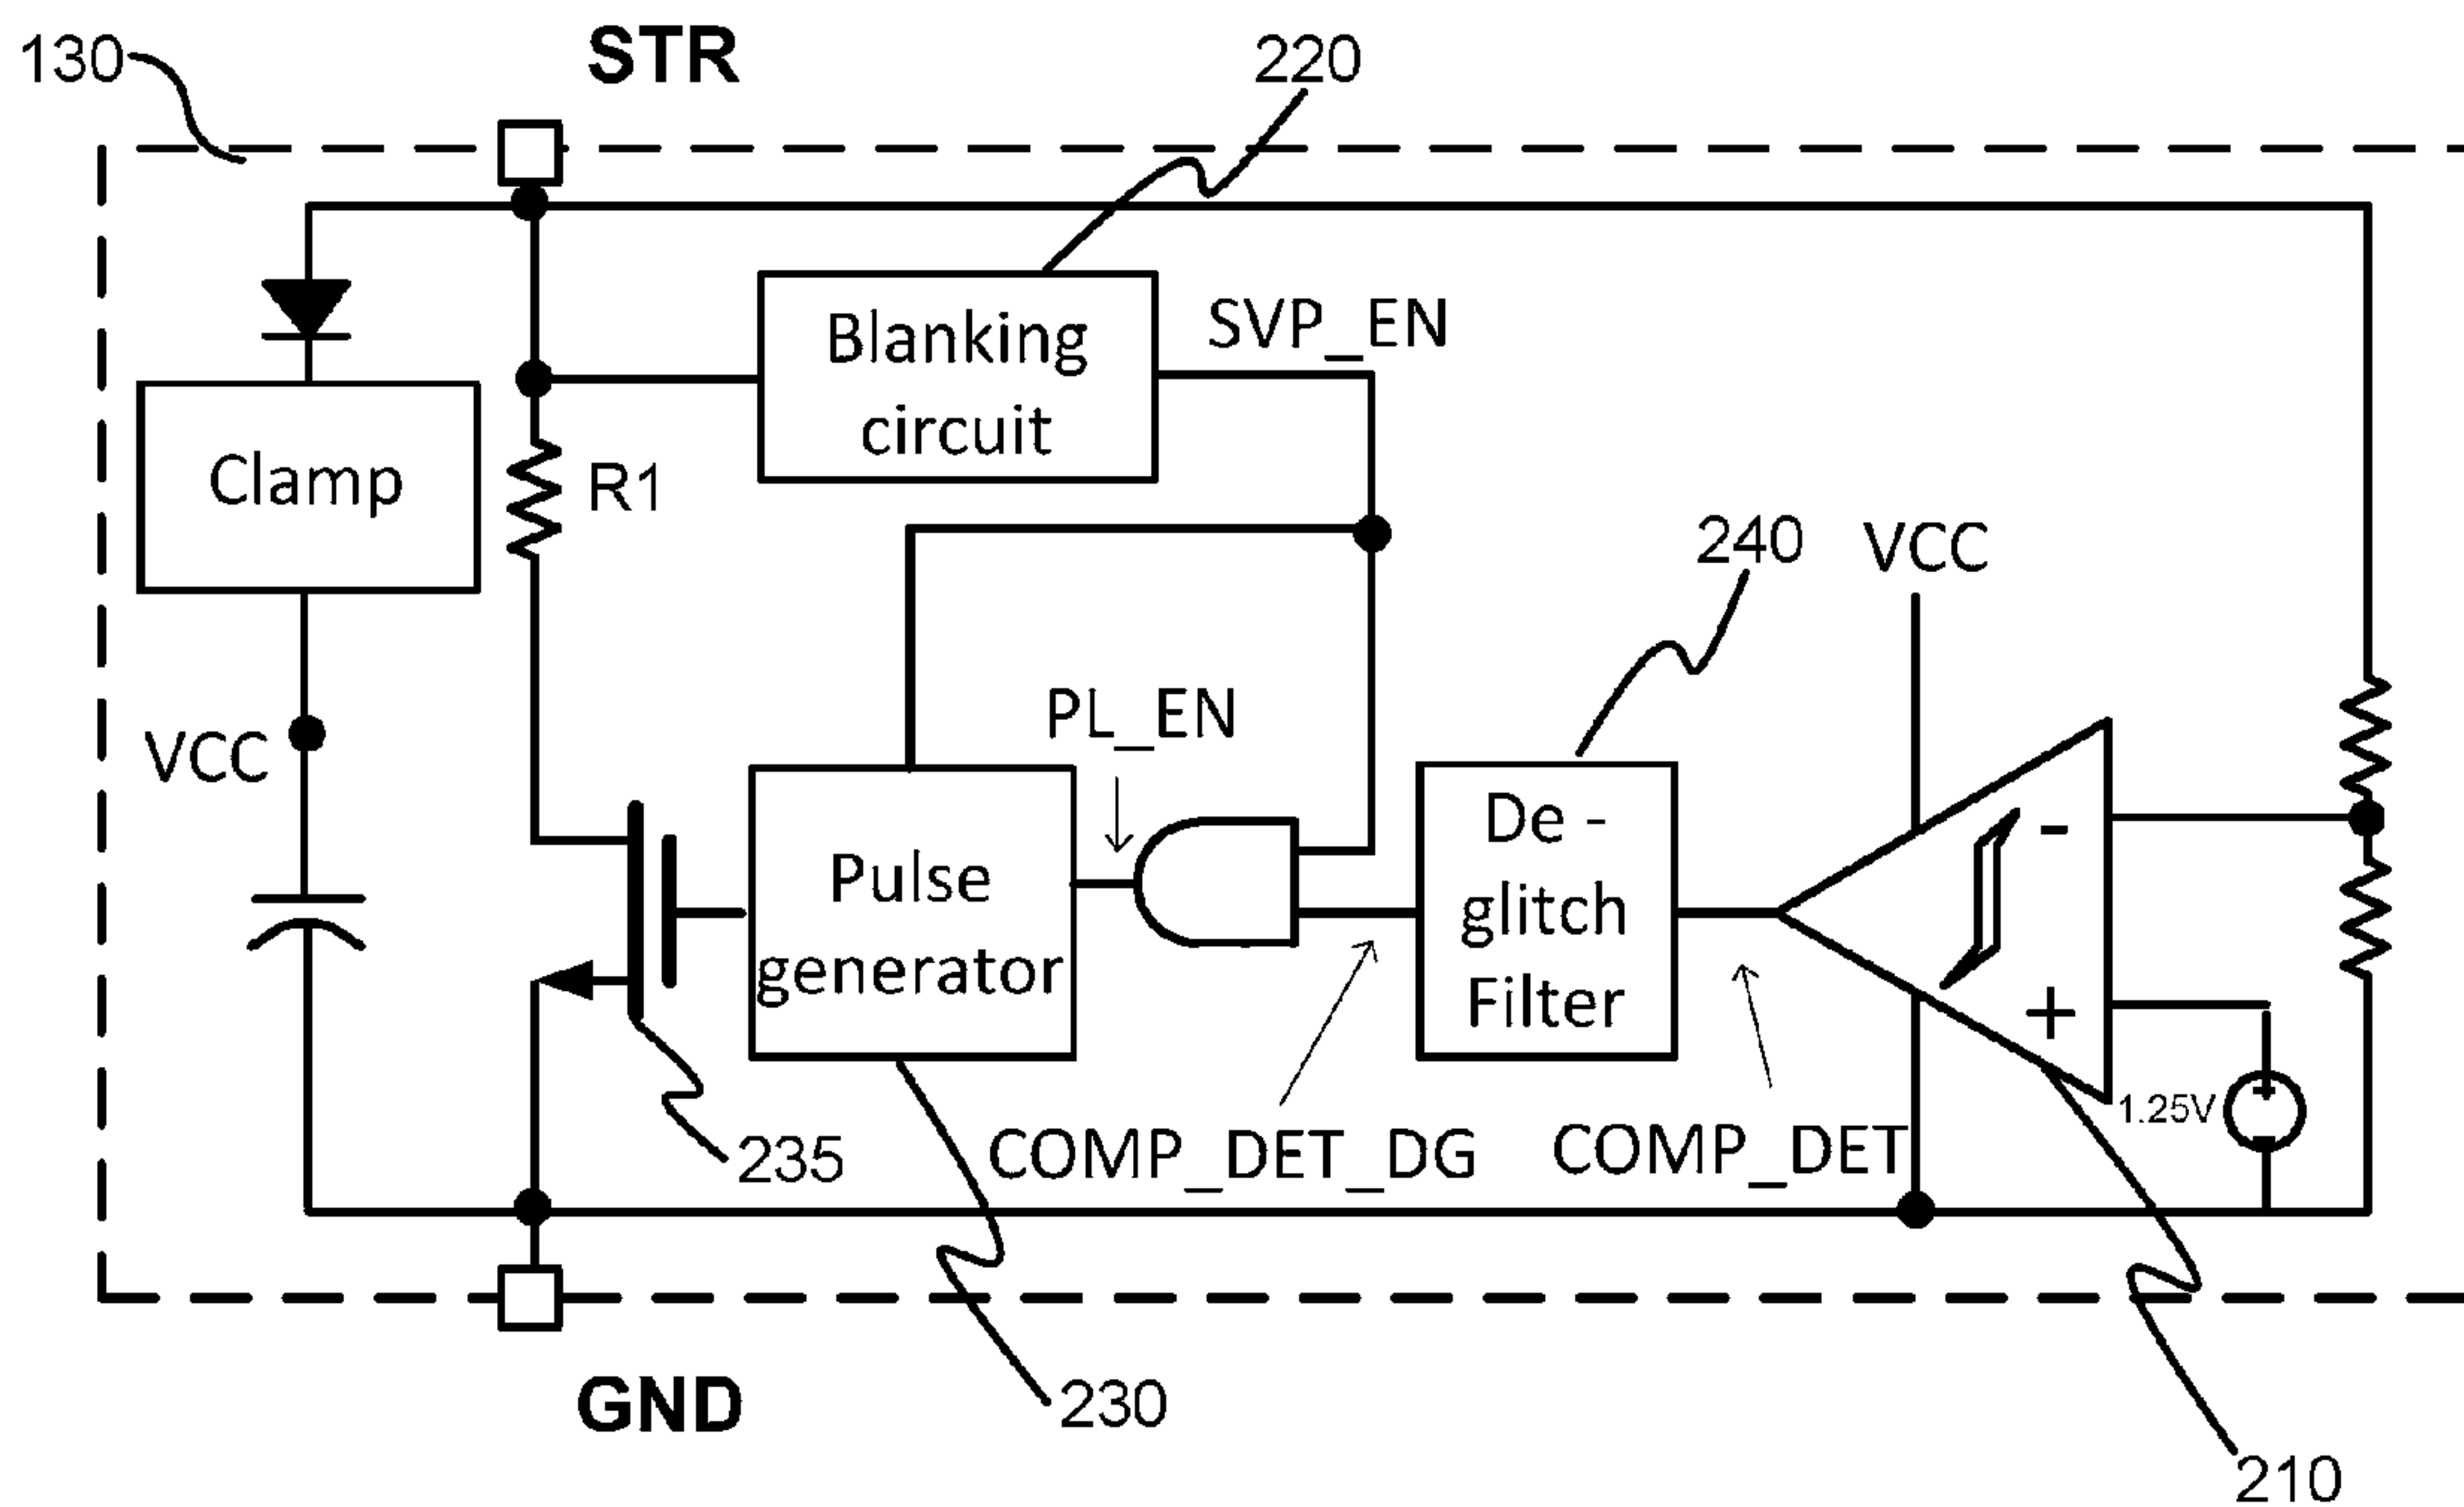 130
STR
220
Blanking
circuit
SVP_EN
Clamp
R1
240
VCC
PL_EN
VCC
De -
glitch
Filter
-
+
Pulse
generator
1.25V
235
COMP_DET_DG
COMP_DET
GND
230
210